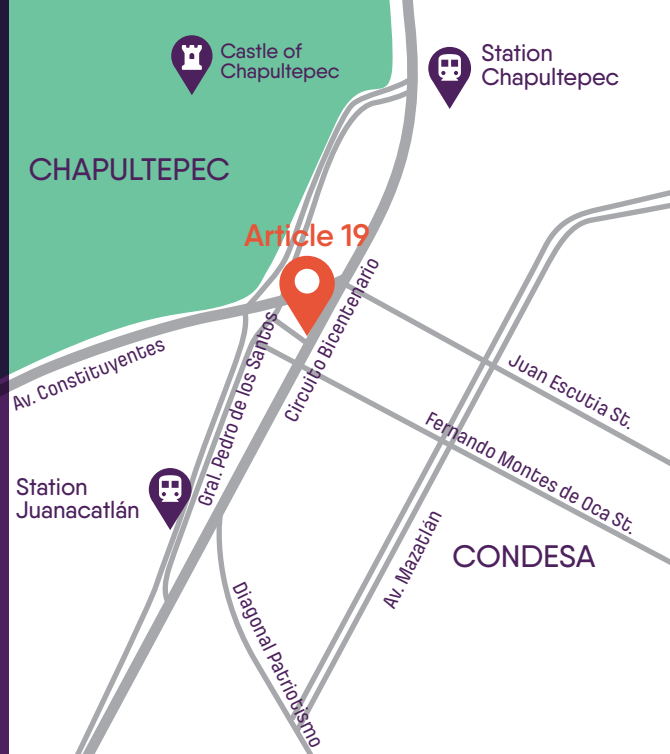 Castle of
Chapultepec
Station
Chapultepec
CHAPULTEPEC
Article 19
Circuito Bicentenario
Gral. Pedro de los Santos
Av. Constituyentes
Juan Escutia St.
Fernando Montes de Oca St.
Station
Juanacatlán
Av. Mazatlán
CONDESA
Diagonal Patriotismo